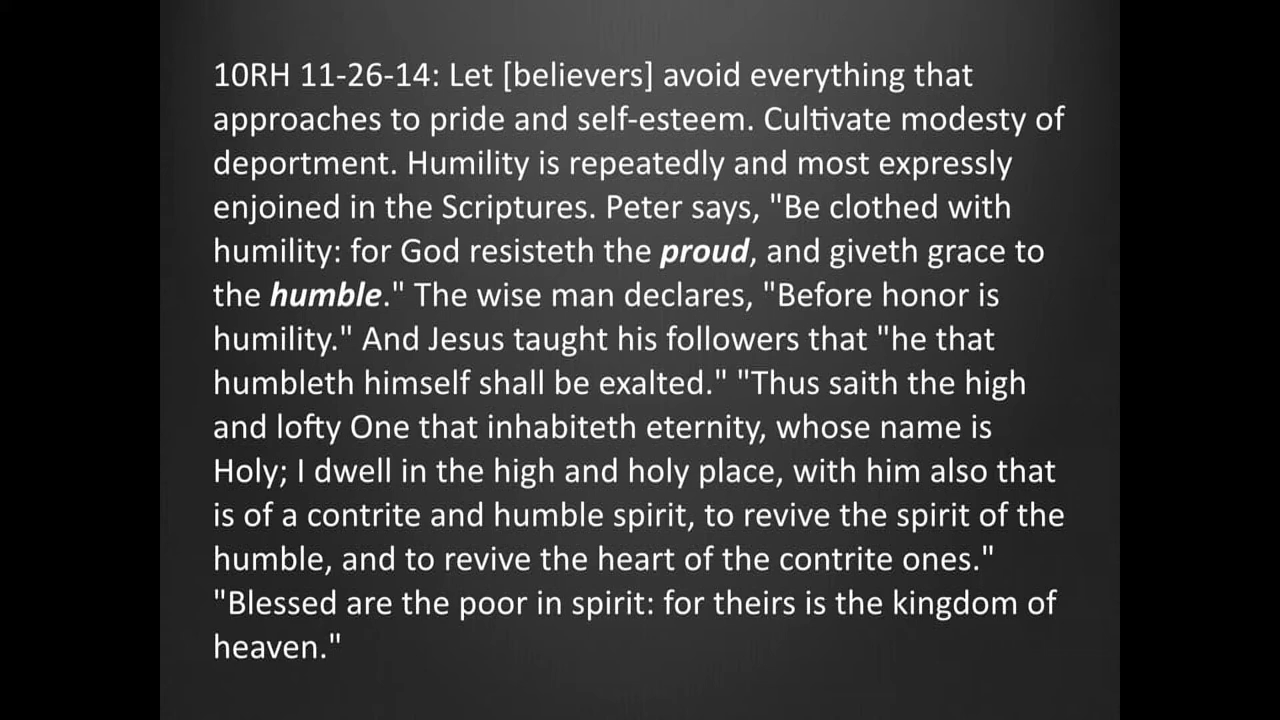 10RH 11-26-14: Let [believers] avoid everything that
approaches to pride and self-esteem. Cultivate modesty of
deportment. Humility is repeatedly and most expressly
enjoined in the Scriptures. Peter says, "Be clothed with
humility: for God resisteth the proud, and giveth grace to
the humble." The wise man declares, "Before honor is
humility." And Jesus taught his followers that "he that
humbleth himself shall be exalted." "Thus saith the high
and lofty One that inhabiteth eternity, whose name is
Holy; I dwell in the high and holy place, with him also that
is of a contrite and humble spirit, to revive the spirit of the
humble, and to revive the heart of the contrite ones."
"Blessed are the poor in spirit: for theirs is the kingdom of
heaven."